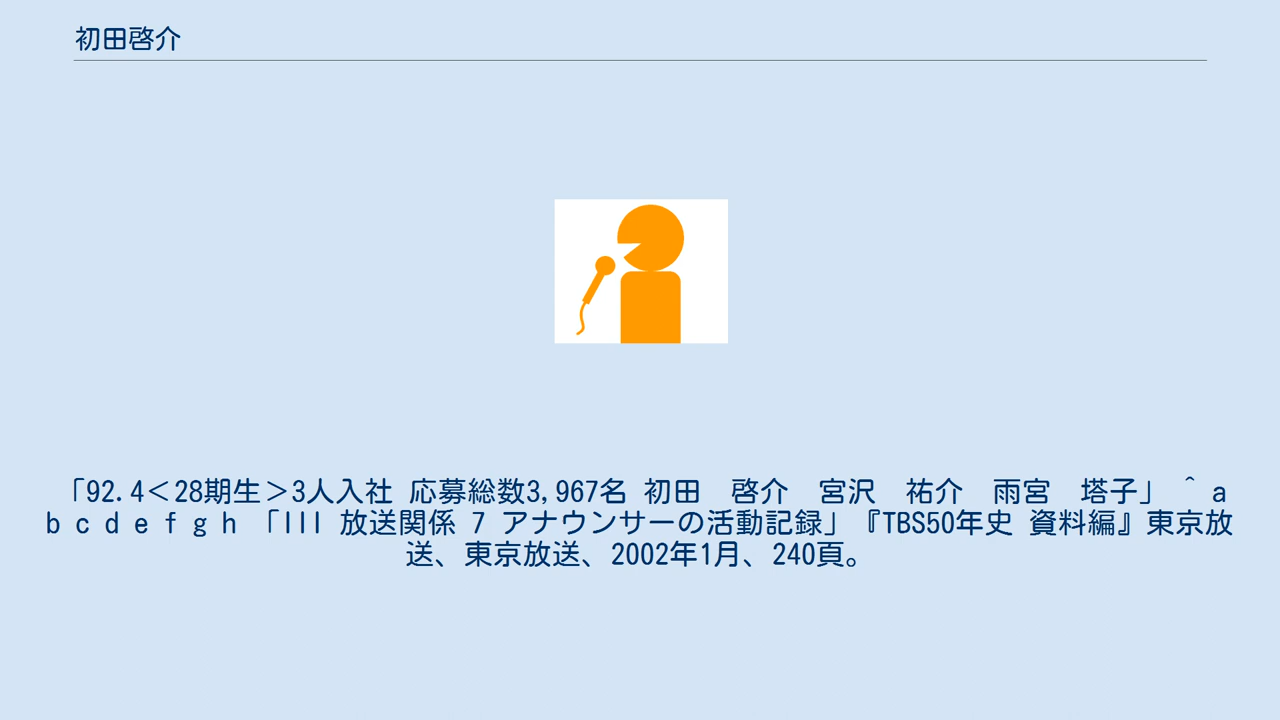 初田啓介
「92.4＜28期生＞3人入社 応募総数3,967名 初田　啓介　宮沢　祐介　雨宮　塔子」 ^ a
b c d e f g h 「III 放送関係 7 アナウンサーの活動記録」『TBS50年史 資料編』東京放
送、東京放送、2002年1月、240頁。